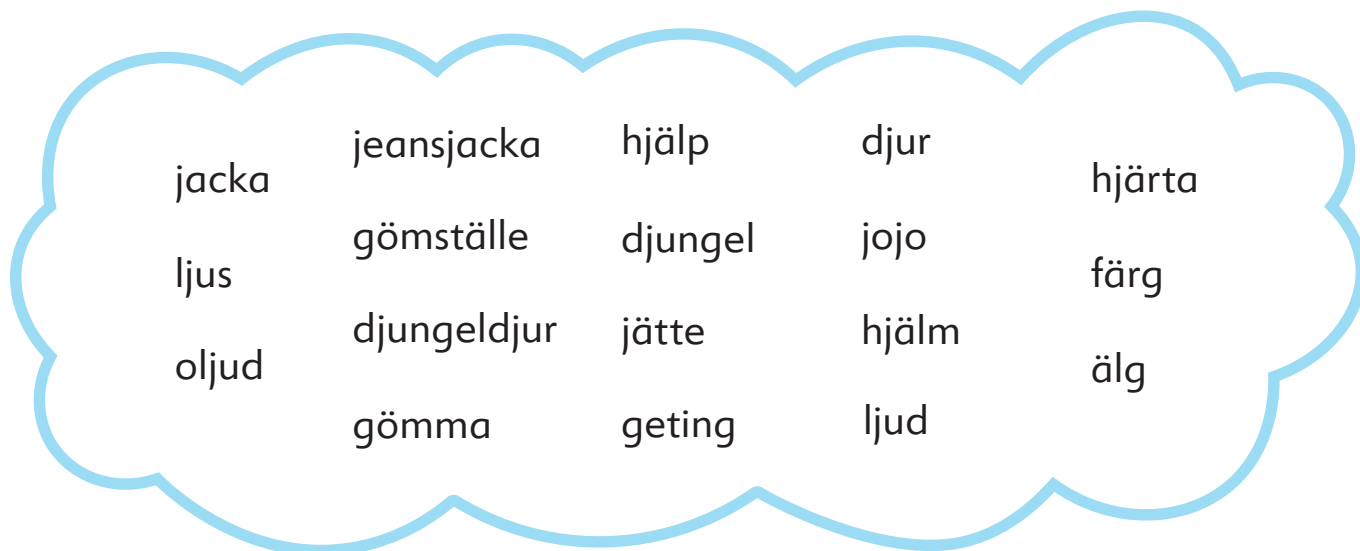 jacka
ljus
oljud
jeansjacka
gömställe
djungeldjur
gömma
hjälp
djungel
jätte
geting
djur
jojo
hjälm
ljud
hjärta
färg
älg